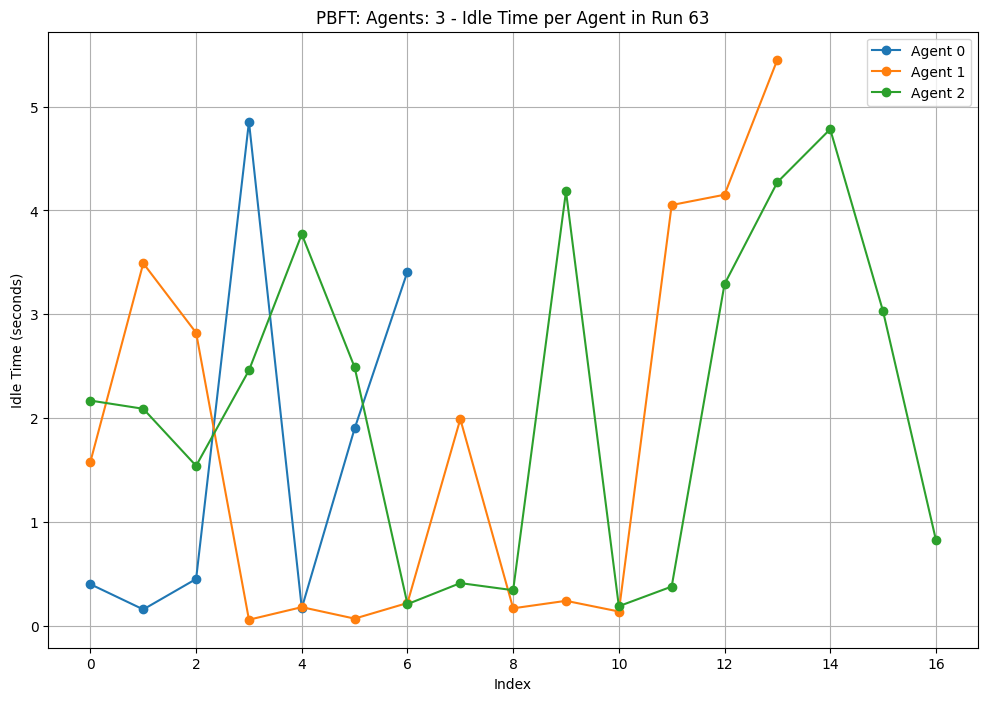 PBFT: Agents: 3 - Idle Time per Agent in Run 63
Agent 0
Agent 1
Agent 2
Idle Time (seconds)
5
4
3
2
1
0
0 2 4 6 8 10 12 14 16
Index